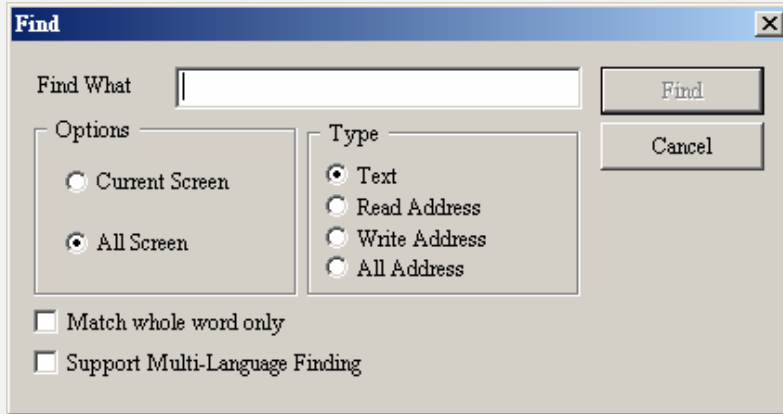 Find
Find What
Find
Options
Type
Cancel
Current Screen
Text
Read Address
All Screen
Write Address
All Address
Match whole word only
Support Multi-Language Finding